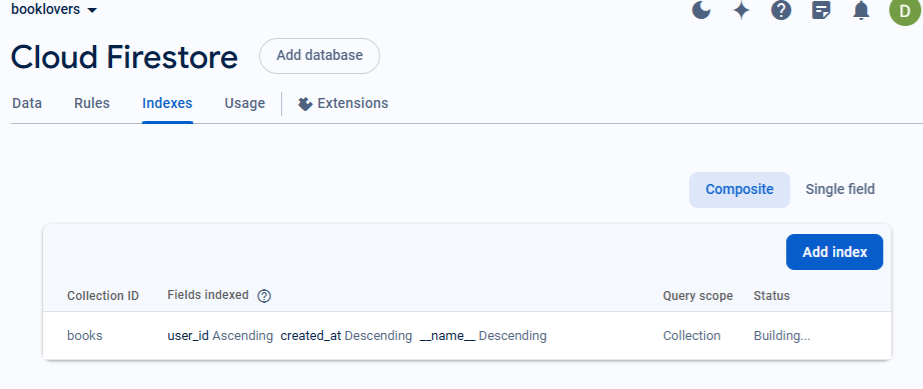 booklovers
D
Cloud Firestore Add database
Data Rules Indexes Usage Extensions
Composite Single field
Add index
Collection ID Fields indexed ? Query scope Status
books user_id Ascending created_at Descending __name__ Descending Collection Building...